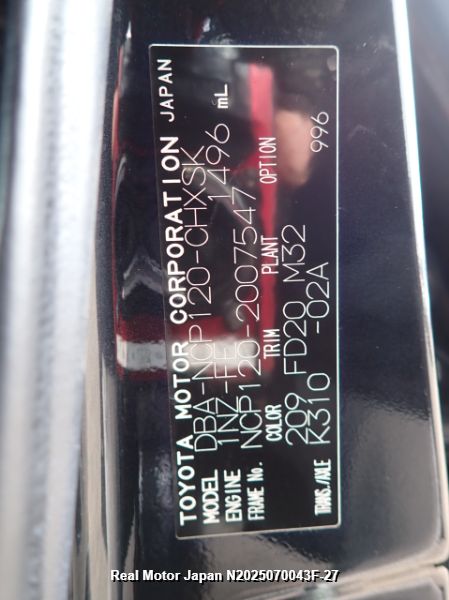 TOYOTA MOTOR CORPORATION JAPAN
MODEL DBA-NCP120-CHXSK
ENGINE 1NZ-FE 1496 mL
FRAME No. NCP120-2007547
COLOR TRIM PLANT OPTION
209 FD20 M32 996
TRANS./AXLE K310 -02A
Real Motor Japan N2025070043F-27